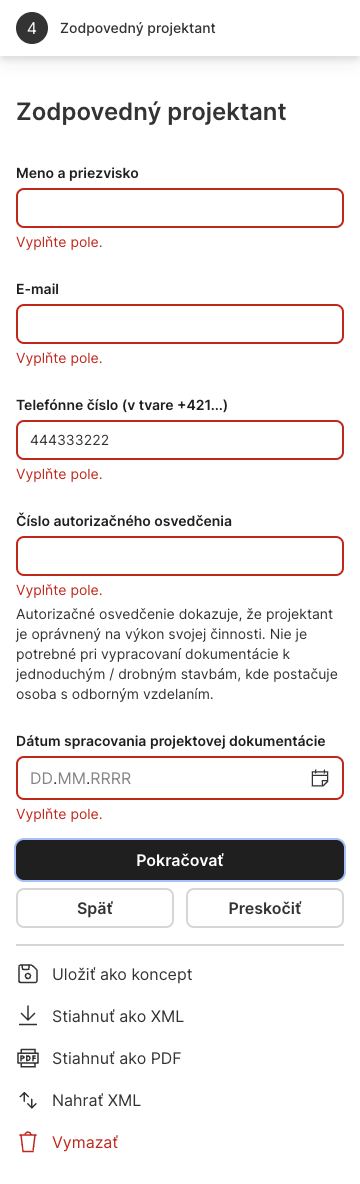 4 Zodpovedný projektant
Zodpovedný projektant
Meno a priezvisko
Vyplňte pole.
E-mail
Vyplňte pole.
Telefónne číslo (v tvare +421...)
444333222
Vyplňte pole.
Číslo autorizačného osvedčenia
Vyplňte pole.
Autorizačné osvedčenie dokazuje, že projektant
je oprávnený na výkon svojej činnosti. Nie je
potrebné pri vypracovaní dokumentácie k
jednoduchým / drobným stavbám, kde postačuje
osoba s odborným vzdelaním.
Dátum spracovania projektovej dokumentácie
DD.MM.RRRR
Vyplňte pole.
Pokračovať
Späť Preskočiť
Uložiť ako koncept
Stiahnuť ako XML
PDF Stiahnuť ako PDF
Nahrať XML
Vymazať